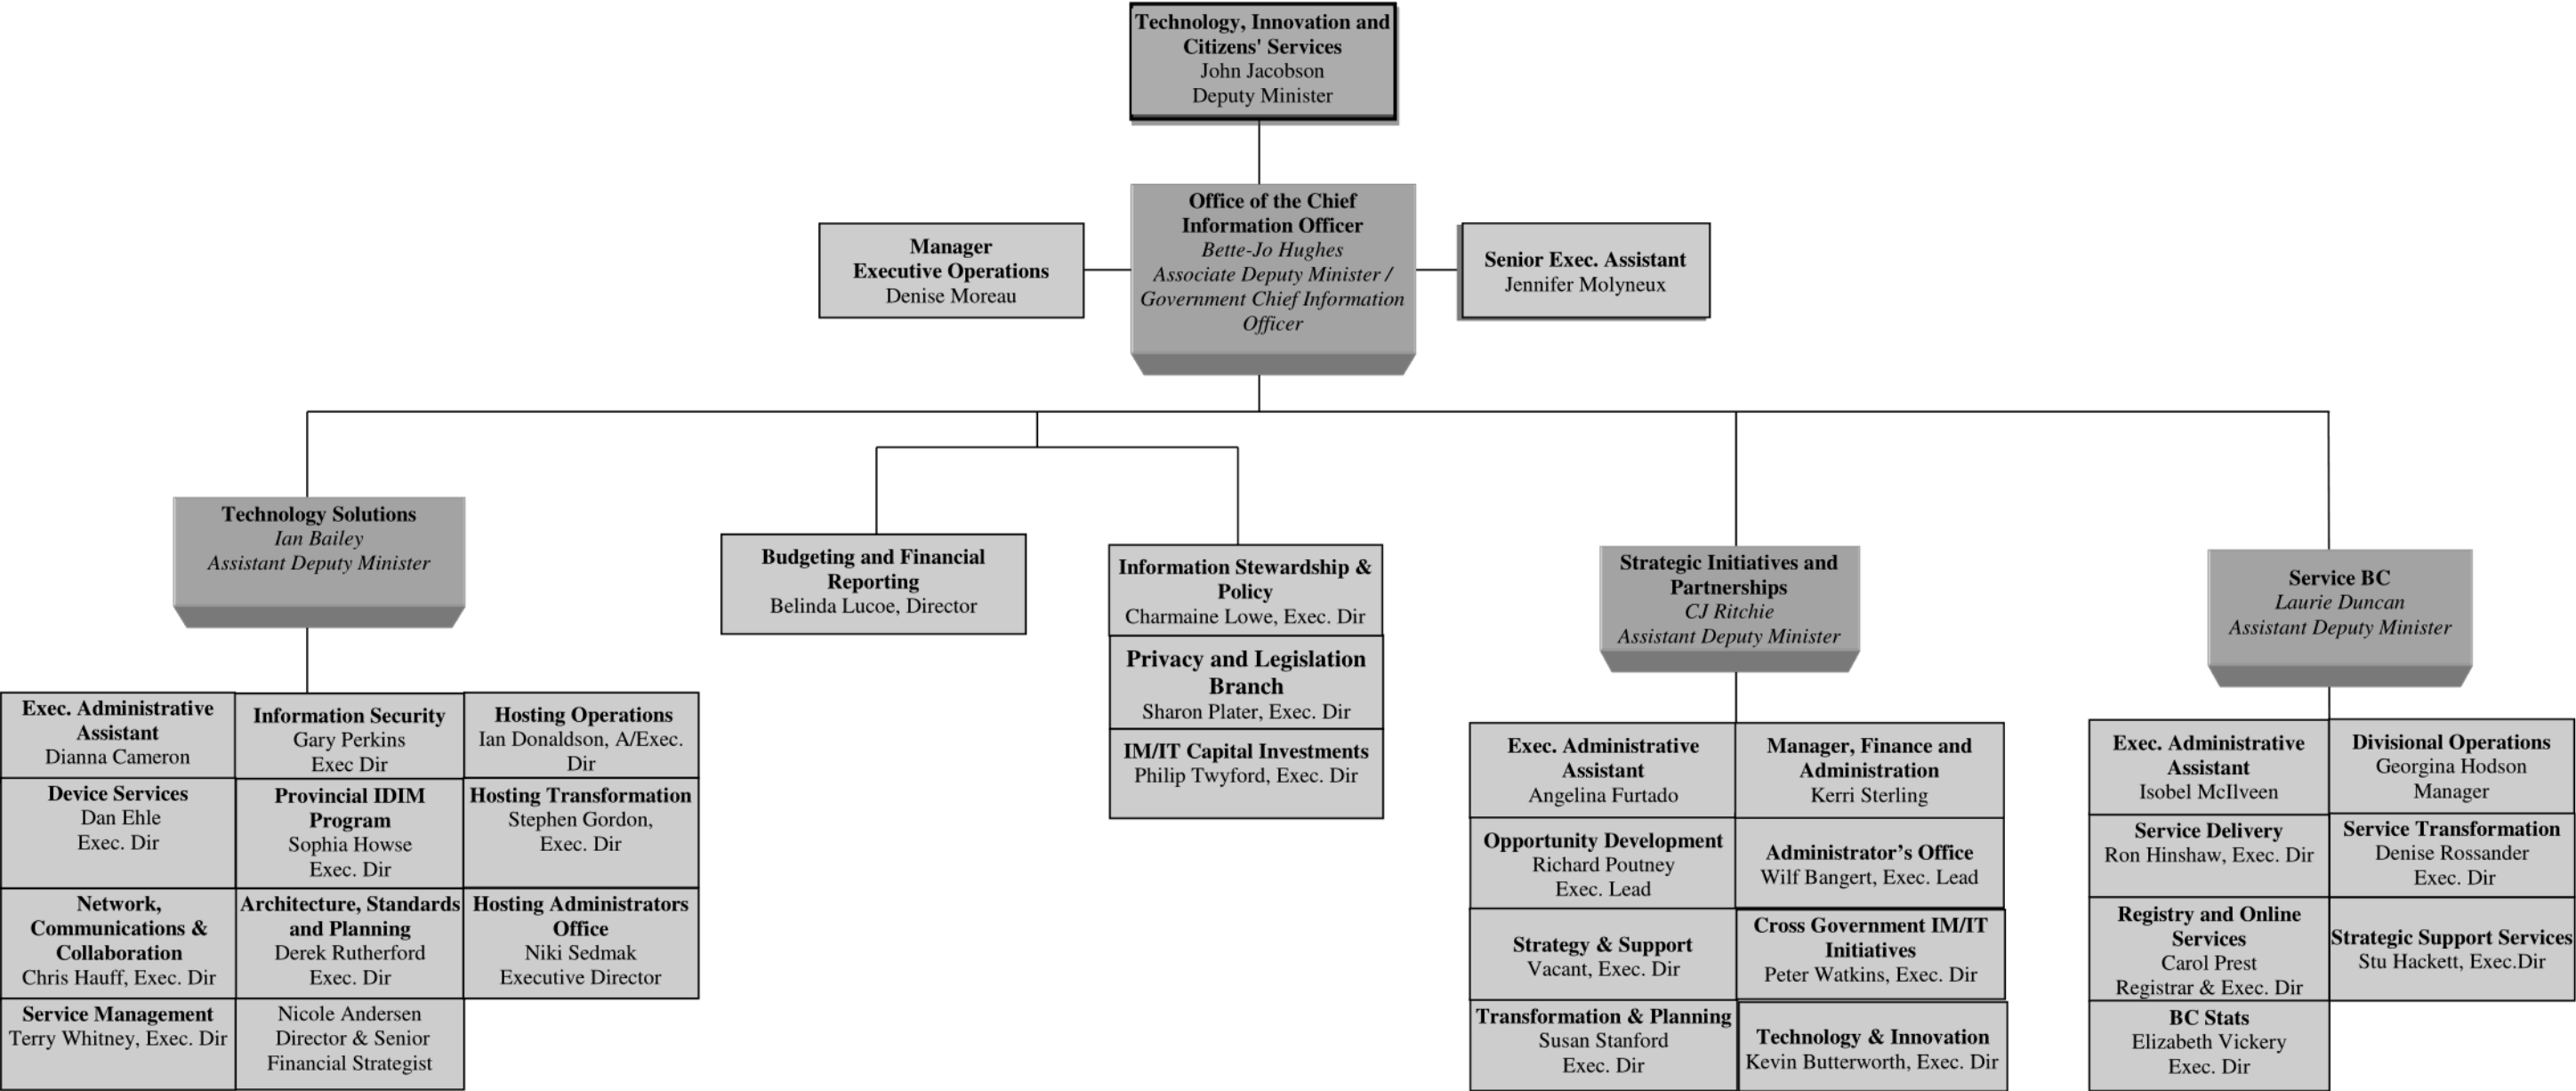 Technology, Innovation and
Citizens' Services
John Jacobson
Deputy Minister
Office of the Chief
Information Officer
Bette-Jo Hughes
Associate Deputy Minister /
Government Chief Information
Officer
Manager
Executive Operations
Denise Moreau
Senior Exec. Assistant
Jennifer Molyneux
Technology Solutions
Ian Bailey
Assistant Deputy Minister
Exec. Administrative
Assistant
Dianna Cameron
Information Security
Gary Perkins
Exec Dir
Hosting Operations
Ian Donaldson, A/Exec.
Dir
Device Services
Dan Ehle
Exec. Dir
Provincial IDIM
Program
Sophia Howse
Exec. Dir
Hosting Transformation
Stephen Gordon,
Exec. Dir
Network,
Communications &
Collaboration
Chris Hauff, Exec. Dir
Architecture, Standards
and Planning
Derek Rutherford
Exec. Dir
Hosting Administrators
Office
Niki Sedmak
Executive Director
Service Management
Terry Whitney, Exec. Dir
Nicole Andersen
Director & Senior
Financial Strategist
Budgeting and Financial
Reporting
Belinda Lucoe, Director
Information Stewardship &
Policy
Charmaine Lowe, Exec. Dir
Privacy and Legislation
Branch
Sharon Plater, Exec. Dir
IM/IT Capital Investments
Philip Twyford, Exec. Dir
Strategic Initiatives and
Partnerships
CJ Ritchie
Assistant Deputy Minister
Exec. Administrative
Assistant
Angelina Furtado
Manager, Finance and
Administration
Kerri Sterling
Opportunity Development
Richard Poutney
Exec. Lead
Administrator’s Office
Wilf Bangert, Exec. Lead
Strategy & Support
Vacant, Exec. Dir
Cross Government IM/IT
Initiatives
Peter Watkins, Exec. Dir
Transformation & Planning
Susan Stanford
Exec. Dir
Technology & Innovation
Kevin Butterworth, Exec. Dir
Service BC
Laurie Duncan
Assistant Deputy Minister
Exec. Administrative
Assistant
Isobel McIlveen
Divisional Operations
Georgina Hodson
Manager
Service Delivery
Ron Hinshaw, Exec. Dir
Service Transformation
Denise Rossander
Exec. Dir
Registry and Online
Services
Carol Prest
Registrar & Exec. Dir
Strategic Support Services
Stu Hackett, Exec.Dir
BC Stats
Elizabeth Vickery
Exec. Dir